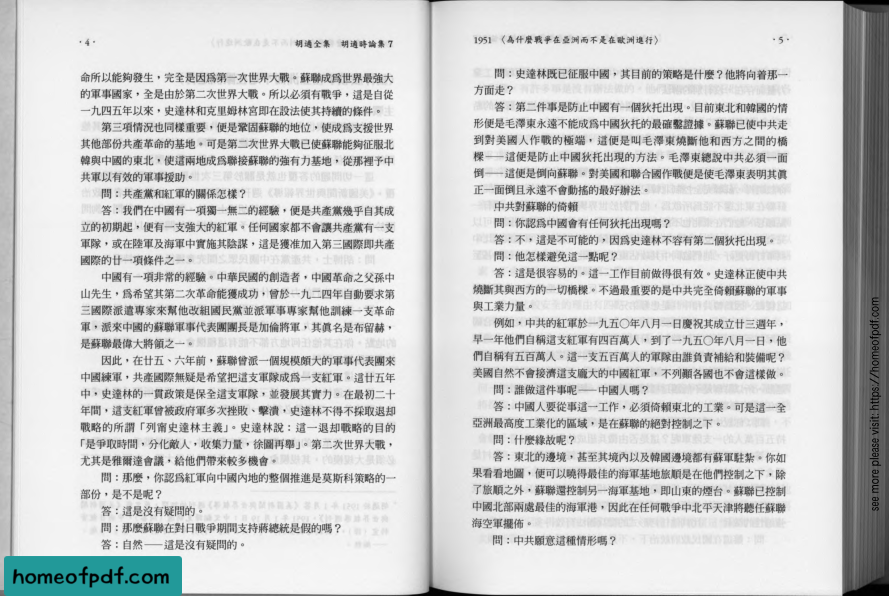 ·4·
胡適全集 胡適時論集7
命所以能夠發生，完全是因爲第一次世界大戰。蘇聯成爲世界最強大
的軍事國家，全是由於第二次世界大戰。所以必須有戰爭，這是自從
一九四五年以來，史達林和克里姆林宮即在設法使其持續的條件。
第三項情況也同樣重要，便是鞏固蘇聯的地位，使成爲支援世界
其他部份共產革命的基地。可是第二次世界大戰已使蘇聯能夠征服北
韓與中國的東北，使這兩地成爲聯接蘇聯的強有力基地，從那裡予中
共軍以有效的軍事援助。
問：共產黨和紅軍的關係怎樣？
答：我們在中國有一項獨一無二的經驗，便是共產黨幾乎自其成
立的初期起，便有一支強大的紅軍。任何國家都不會讓共產黨有一支
軍隊，或在陸軍及海軍中實施其陰謀，這是獲准加入第三國際即共產
國際的廿一項條件之一。
中國有一項非常的經驗。中華民國的創造者，中國革命之父孫中
山先生，爲希望其第二次革命能獲成功，曾於一九二四年自動要求第
三國際派遣專家來幫他改組國民黨並派軍事專家幫他訓練一支革命
軍，派來中國的蘇聯軍事代表團團長是加倫將軍，其眞名是布留赫，
是蘇聯最偉大將領之一。
因此，在廿五、六年前，蘇聯曾派一個規模頗大的軍事代表團來
中國練軍，共產國際無疑是希望把這支軍隊成爲一支紅軍。這廿五年
中，史達林的一貫政策是保全這支軍隊，並發展其實力。在最初二十
年間，這支紅軍曾被政府軍多次挫敗、擊潰，史達林不得不採取退却
戰略的所謂「列甯史達林主義」。史達林說：這一退却戰略的目的
「是爭取時間，分化敵人，收集力量，徐圖再舉」。第二次世界大戰，
尤其是雅爾達會議，給他們帶來較多機會。
問：那麼，你認爲紅軍向中國內地的整個推進是莫斯科策略的一
部份，是不是呢？
答：這是沒有疑問的。
問：那麼蘇聯在對日戰爭期間支持蔣總統是假的嗎？
答：自然——這是沒有疑問的。
1951 〈為什麼戰爭在亞洲而不是在歐洲進行〉
·5·
問：史達林既已征服中國，其目前的策略是什麼？他將向着那一
方面走？
答：第二件事是防止中國有一個狄托出現。目前東北和韓國的情
形便是毛澤東永遠不能成爲中國狄托的最確鑿證據。蘇聯已使中共走
到對美國人作戰的極端，這便是叫毛澤東燒斷他和西方之間的橋
樑——這便是防止中國狄托出現的方法。毛澤東總說中共必須一面
倒——這便是倒向蘇聯。對美國和聯合國作戰便是使毛澤東表明其眞
正一面倒且永遠不會動搖的最好辦法。
中共對蘇聯的倚賴
問：你認爲中國會有任何狄托出現嗎？
答：不，這是不可能的，因爲史達林不容有第二個狄托出現。
問：他怎樣避免這一點呢？
答：這是很容易的。這一工作目前做得很有效。史達林正使中共
燒斷其與西方的一切橋樑。不過最重要的是中共完全倚賴蘇聯的軍事
與工業力量。
例如，中共的紅軍於一九五〇年八月一日慶祝其成立廿三週年，
早一年他們自稱這支紅軍有四百萬人，到了一九五〇年八月一日，他
們自稱有五百萬人。這一支五百萬人的軍隊由誰負責補給和裝備呢？
美國自然不會接濟這支龐大的中國紅軍，不列顛各國也不會這樣做。
問：誰做這件事呢——中國人嗎？
答：中國人要從事這一工作，必須倚賴東北的工業。可是這一全
亞洲最高度工業化的區域，是在蘇聯的絕對控制之下。
問：什麼緣故呢？
答：東北的邊境，甚至其境內以及韓國邊境都有蘇軍駐紮。你如
果看看地圖，便可以曉得最佳的海軍基地旅順是在他們控制之下，除
了旅順之外，蘇聯還控制另一海軍基地，即山東的煙台。蘇聯已控制
中國北部兩處最佳的海軍港，因此在任何戰爭中北平天津將聽任蘇聯
海空軍擺佈。
問：中共願意這種情形嗎？
see more please visit: https://homeofpdf.com
homeofpdf.com